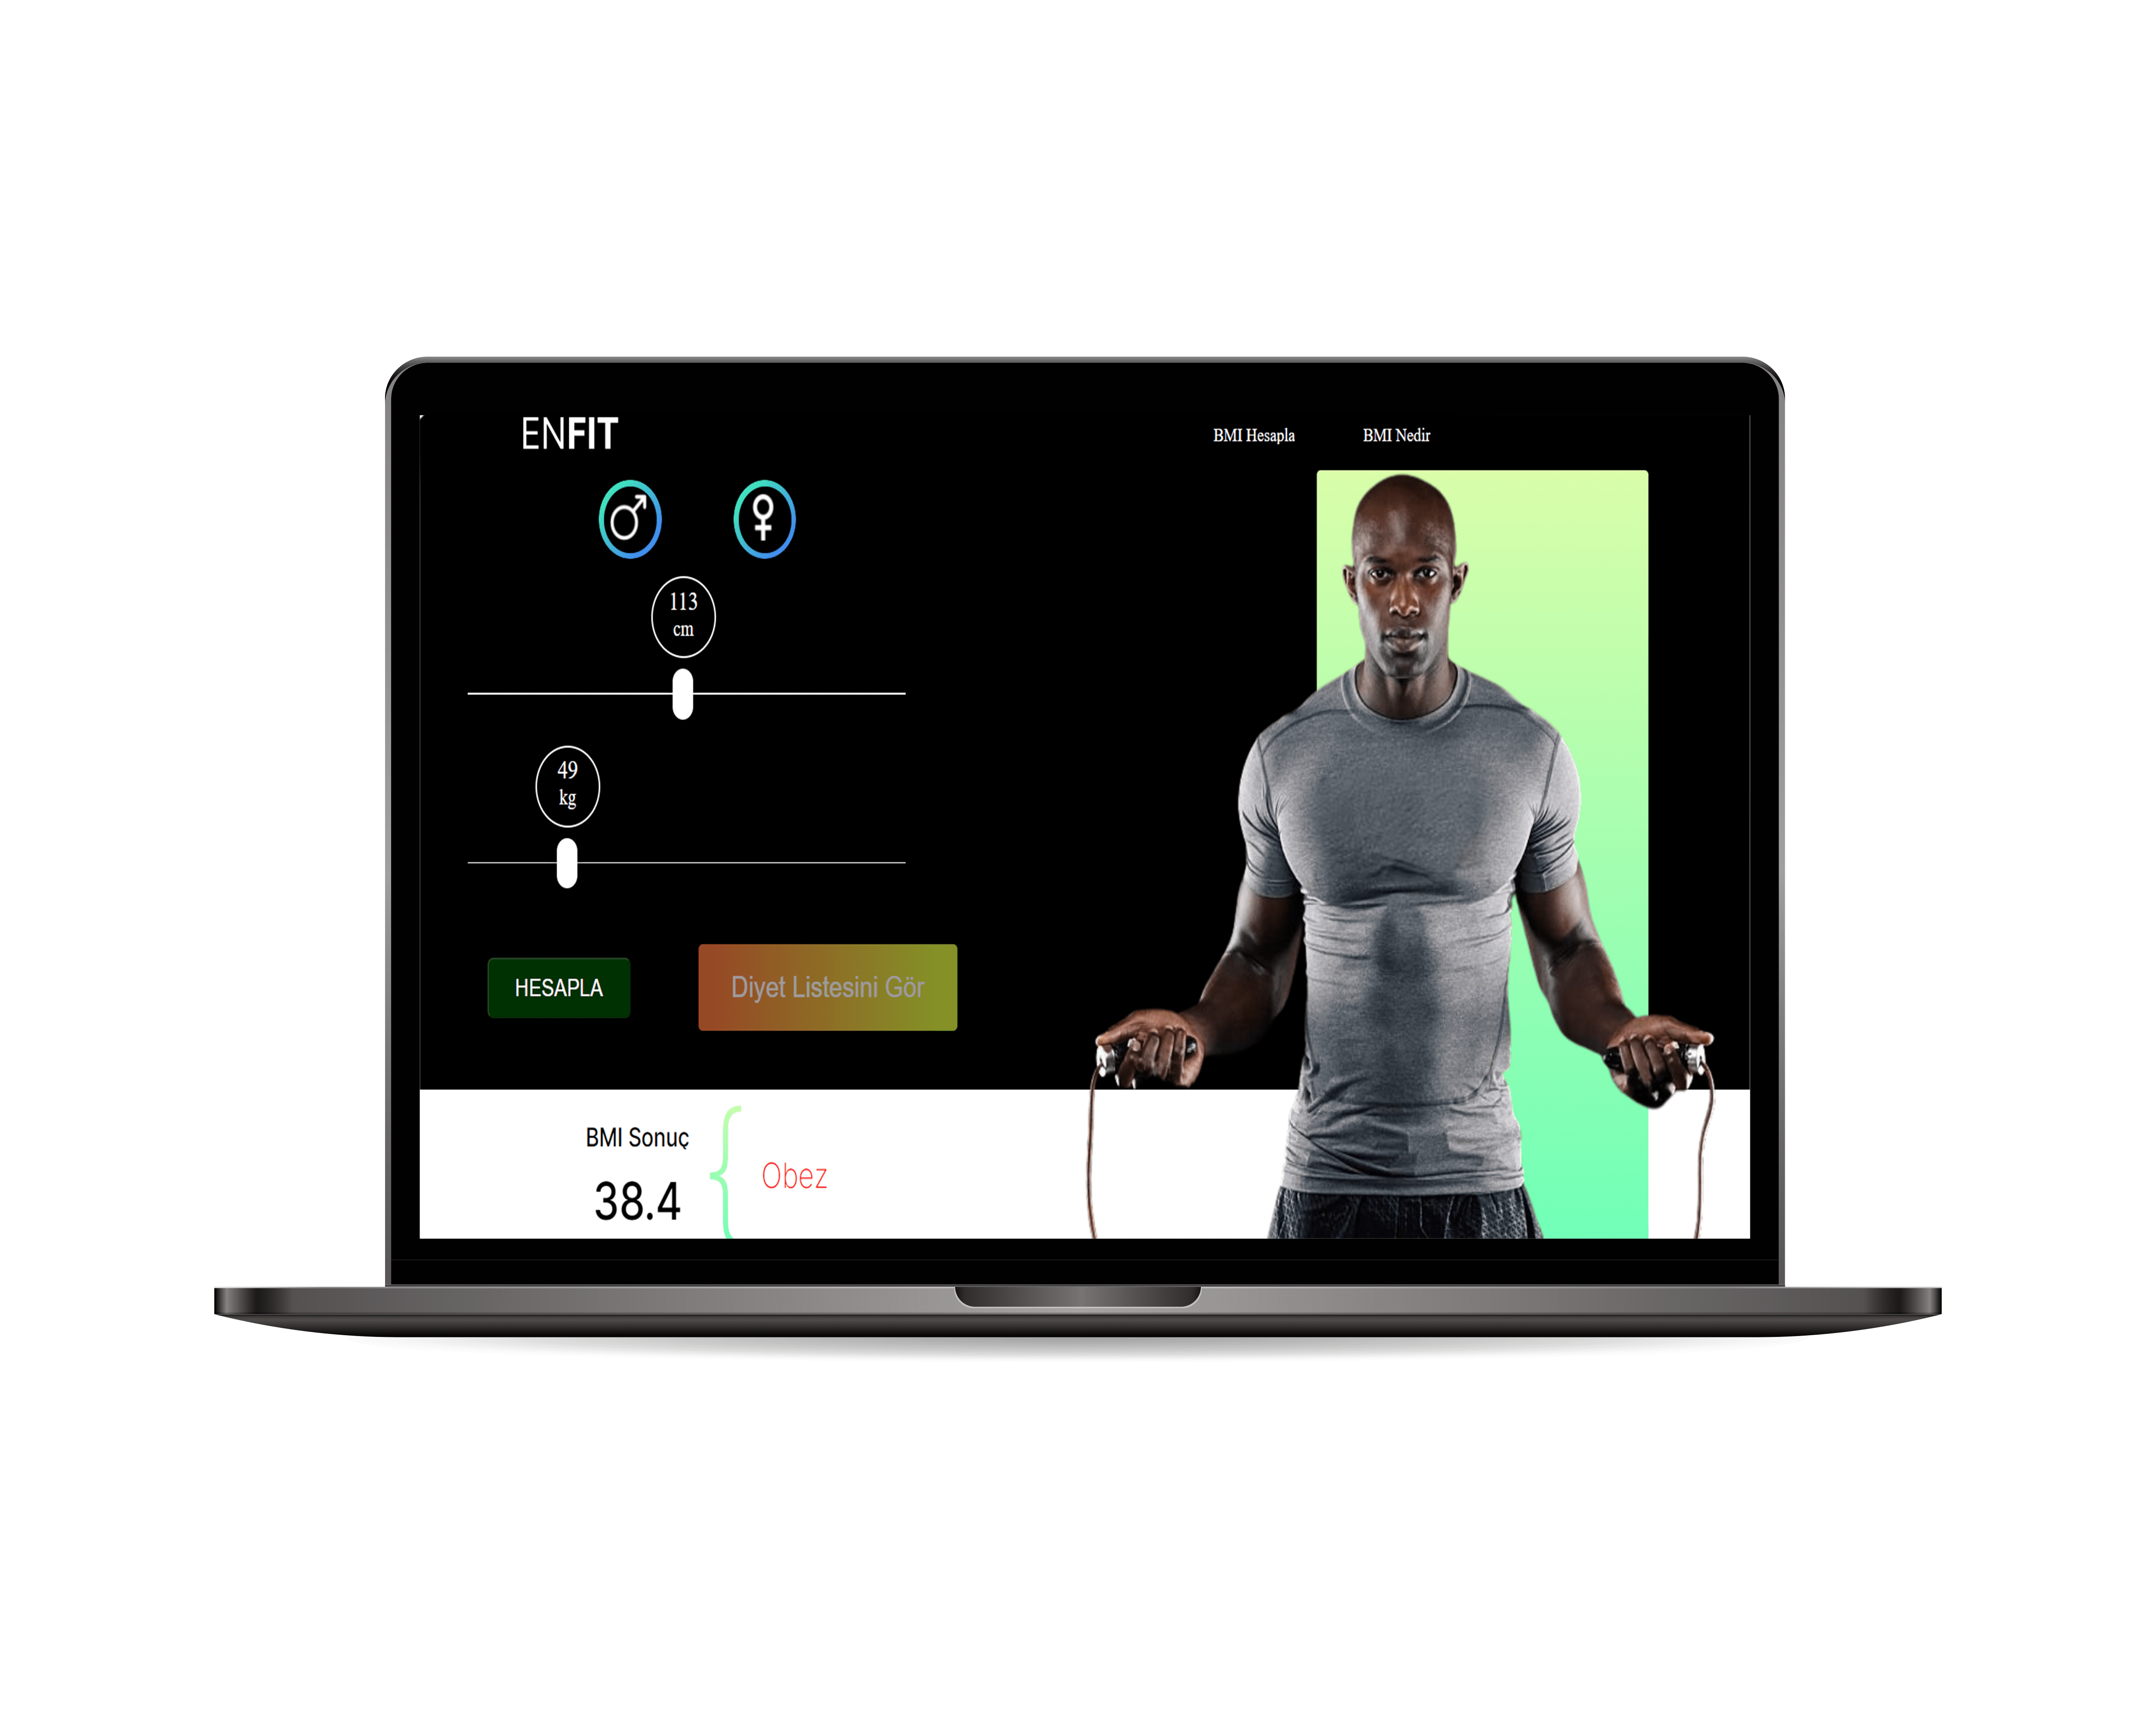 ENFIT
BMI Hesapla
BMI Nedir
113
cm
49
kg
HESAPLA
Diyet Listesini Gör
BMI Sonuç
38.4
Obez